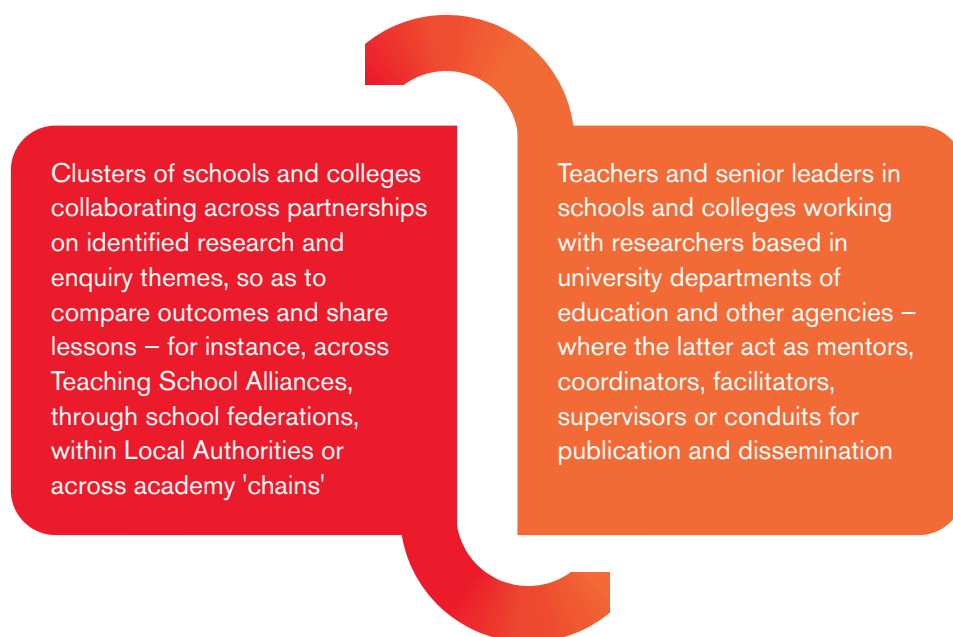 Clusters of schools and colleges
collaborating across partnerships
on identified research and
enquiry themes, so as to
compare outcomes and share
lessons – for instance, across
Teaching School Alliances,
through school federations,
within Local Authorities or
across academy 'chains'
Teachers and senior leaders in
schools and colleges working
with researchers based in
university departments of
education and other agencies –
where the latter act as mentors,
coordinators, facilitators,
supervisors or conduits for
publication and dissemination